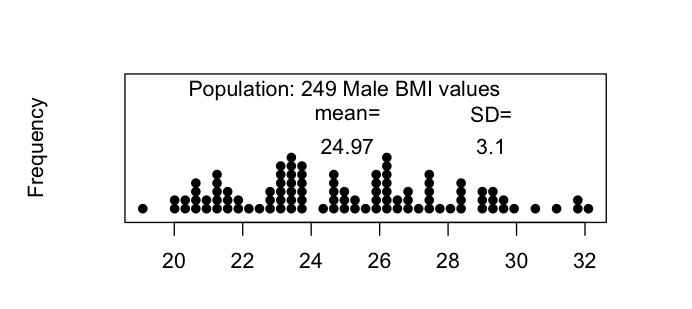 Population: 249 Male BMI values
mean= SD=
24.97 3.1
Frequency
20 22 24 26 28 30 32